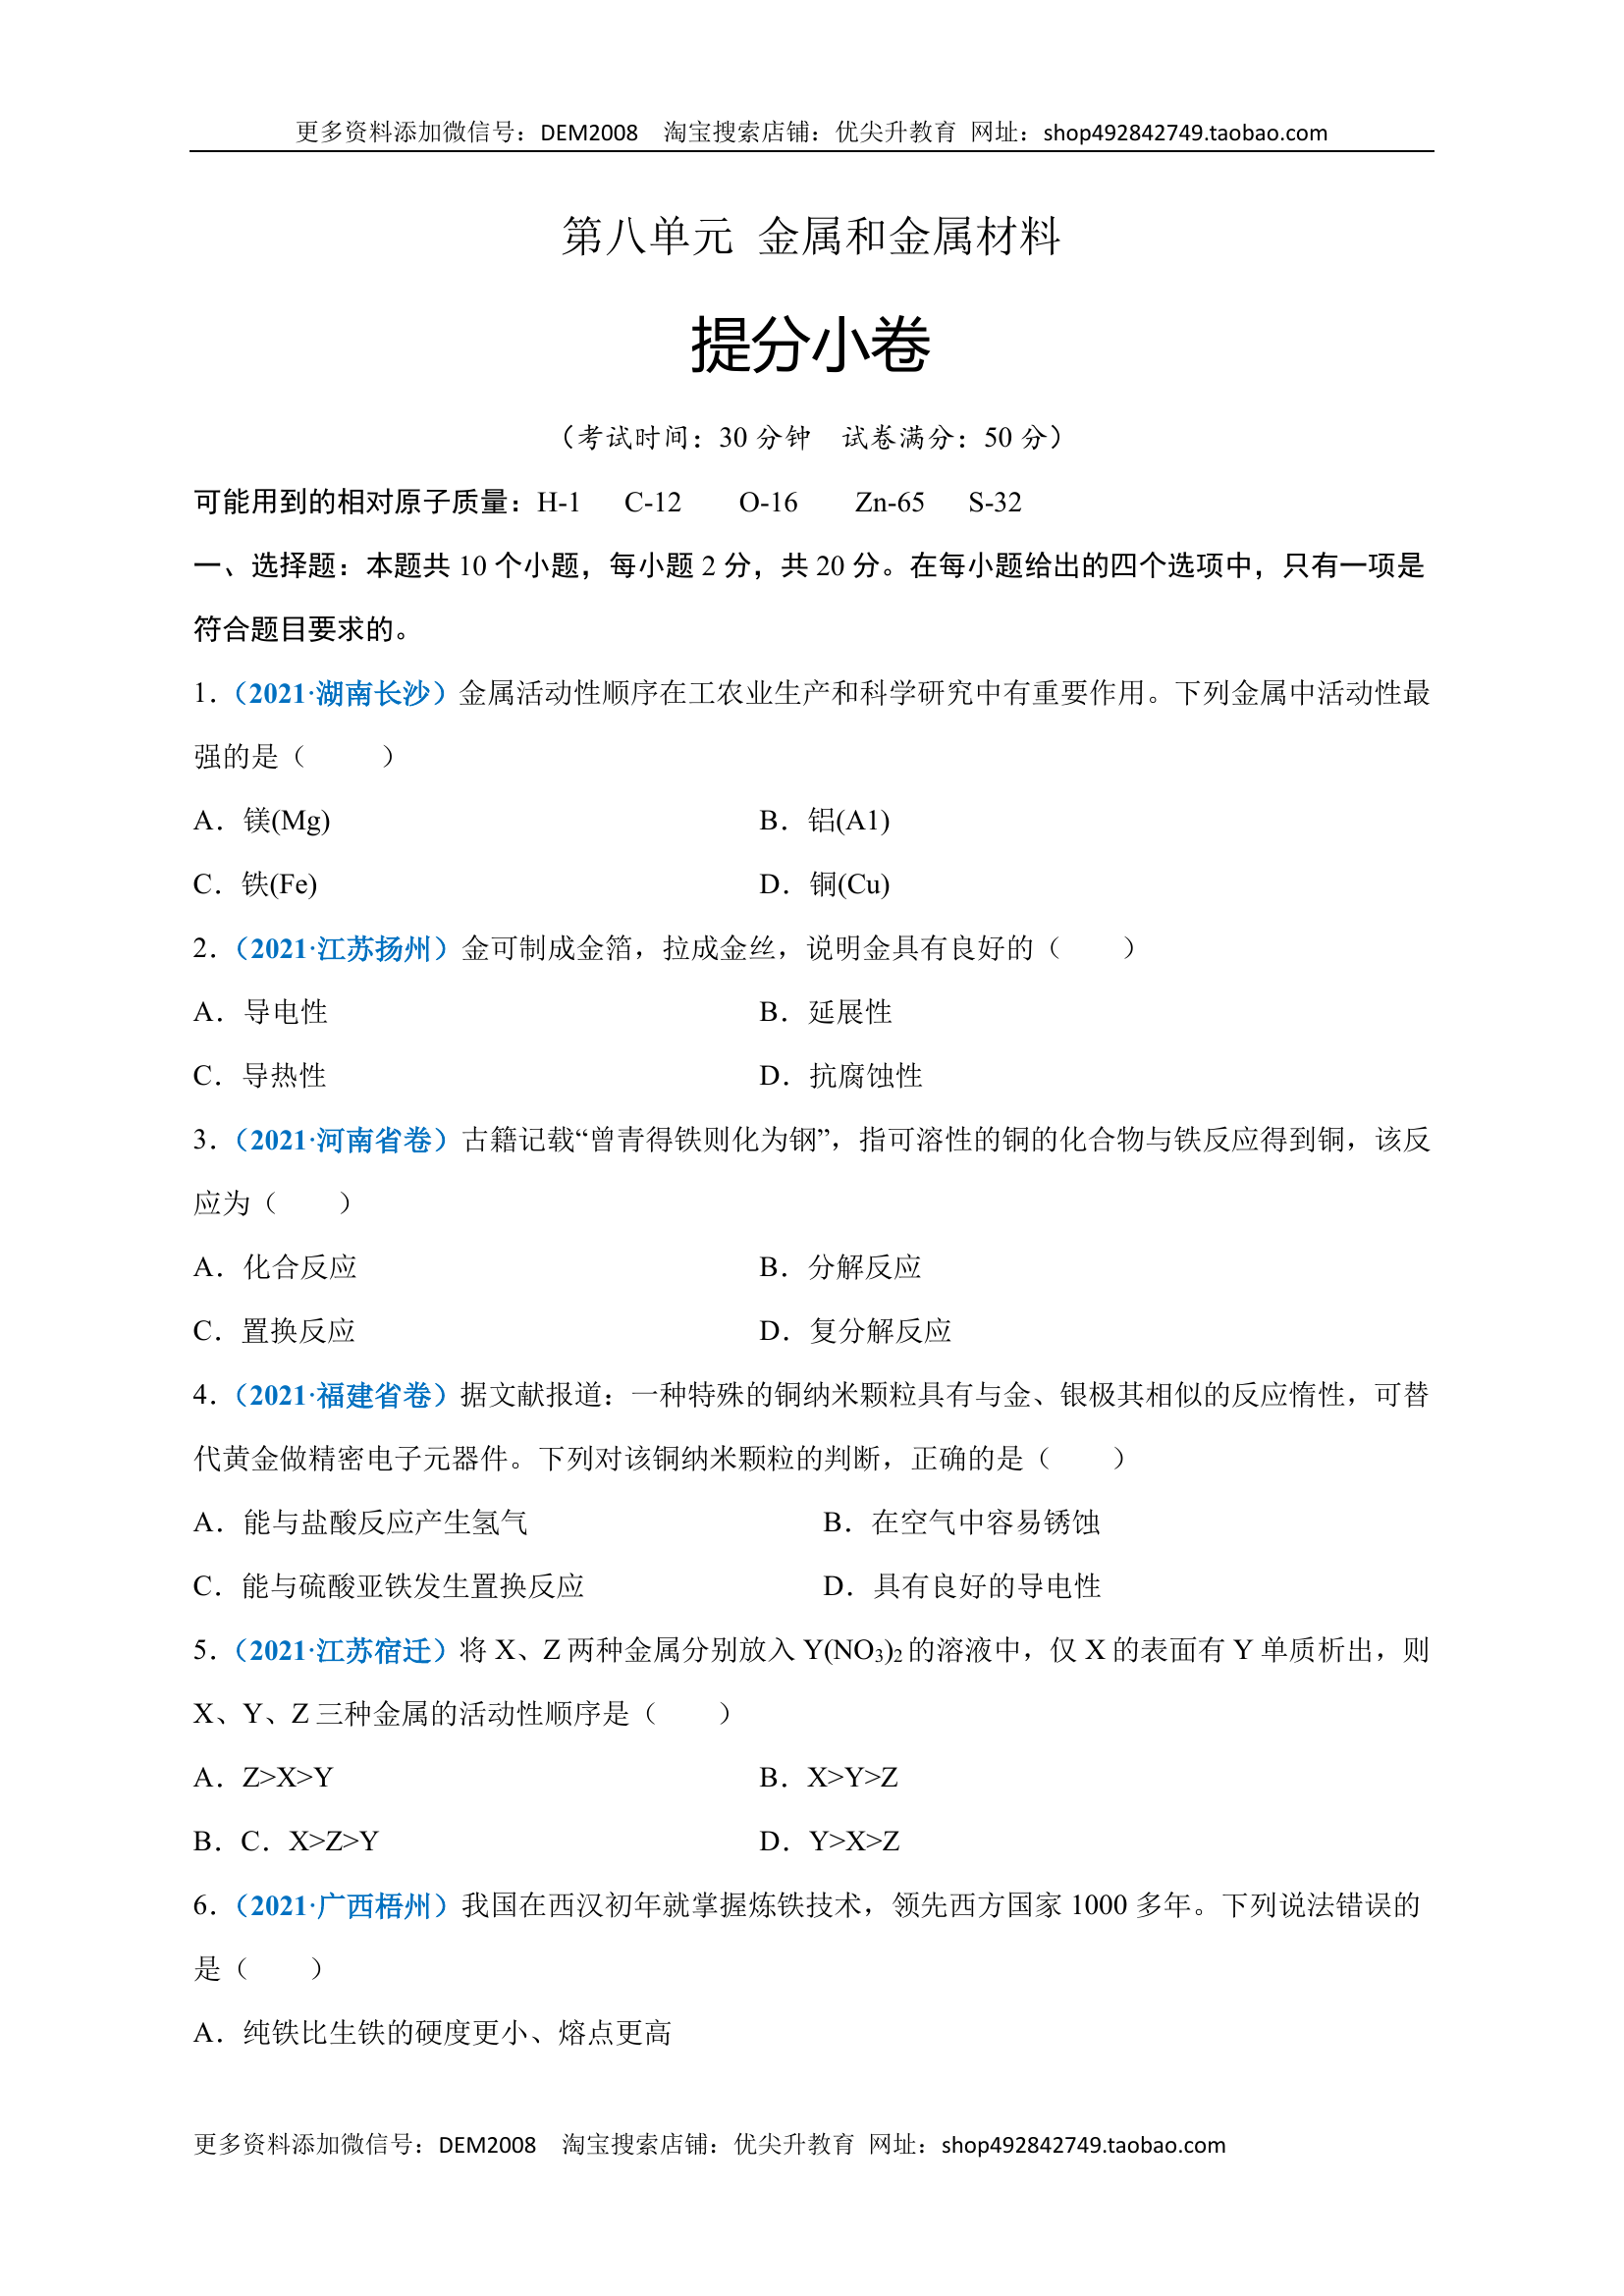 更多资料添加微信号：DEM2008 淘宝搜索店铺：优尖升教育 网址：shop492842749.taobao.com
第八单元 金属和金属材料
提分小卷
（考试时间：30 分钟 试卷满分：50 分）
可能用到的相对原子质量：H-1 C-12 O-16 Zn-65 S-32
一、选择题：本题共 10 个小题，每小题 2 分，共 20 分。在每小题给出的四个选项中，只有一项是
符合题目要求的。
1．（2021·湖南长沙）金属活动性顺序在工农业生产和科学研究中有重要作用。下列金属中活动性最
强的是（ ）
A．镁(Mg) B．铝(A1)
C．铁(Fe) D．铜(Cu)
2．（2021·江苏扬州）金可制成金箔，拉成金丝，说明金具有良好的（ ）
A．导电性 B．延展性
C．导热性 D．抗腐蚀性
3．（2021·河南省卷）古籍记载“曾青得铁则化为钢”，指可溶性的铜的化合物与铁反应得到铜，该反
应为（ ）
A．化合反应 B．分解反应
C．置换反应 D．复分解反应
4．（2021·福建省卷）据文献报道：一种特殊的铜纳米颗粒具有与金、银极其相似的反应惰性，可替
代黄金做精密电子元器件。下列对该铜纳米颗粒的判断，正确的是（ ）
A．能与盐酸反应产生氢气 B．在空气中容易锈蚀
C．能与硫酸亚铁发生置换反应 D．具有良好的导电性
5．（2021·江苏宿迁）将 X、Z 两种金属分别放入 Y(NO₃)₂ 的溶液中，仅 X 的表面有 Y 单质析出，则
X、Y、Z 三种金属的活动性顺序是（ ）
A．Z>X>Y B．X>Y>Z
B．C．X>Z>Y D．Y>X>Z
6．（2021·广西梧州）我国在西汉初年就掌握炼铁技术，领先西方国家 1000 多年。下列说法错误的
是（ ）
A．纯铁比生铁的硬度更小、熔点更高
更多资料添加微信号：DEM2008 淘宝搜索店铺：优尖升教育 网址：shop492842749.taobao.com